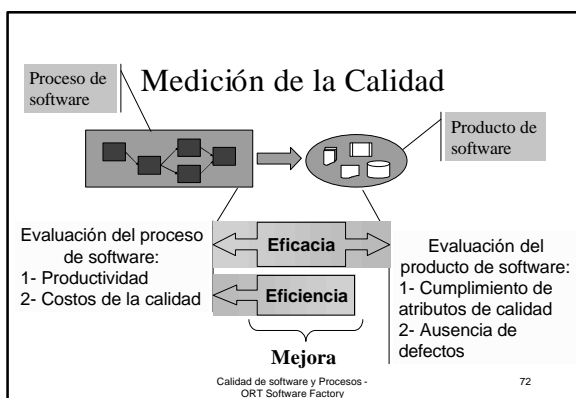 Medición de la Calidad
Proceso de
software
Producto de
software
Evaluación del proceso
de software:
1- Productividad
2- Costos de la calidad
Eficacia
Eficiencia
Mejora
Evaluación del
producto de software:
1- Cumplimiento de
atributos de calidad
2- Ausencia de
defectos
Calidad de software y Procesos -
ORT Software Factory
72